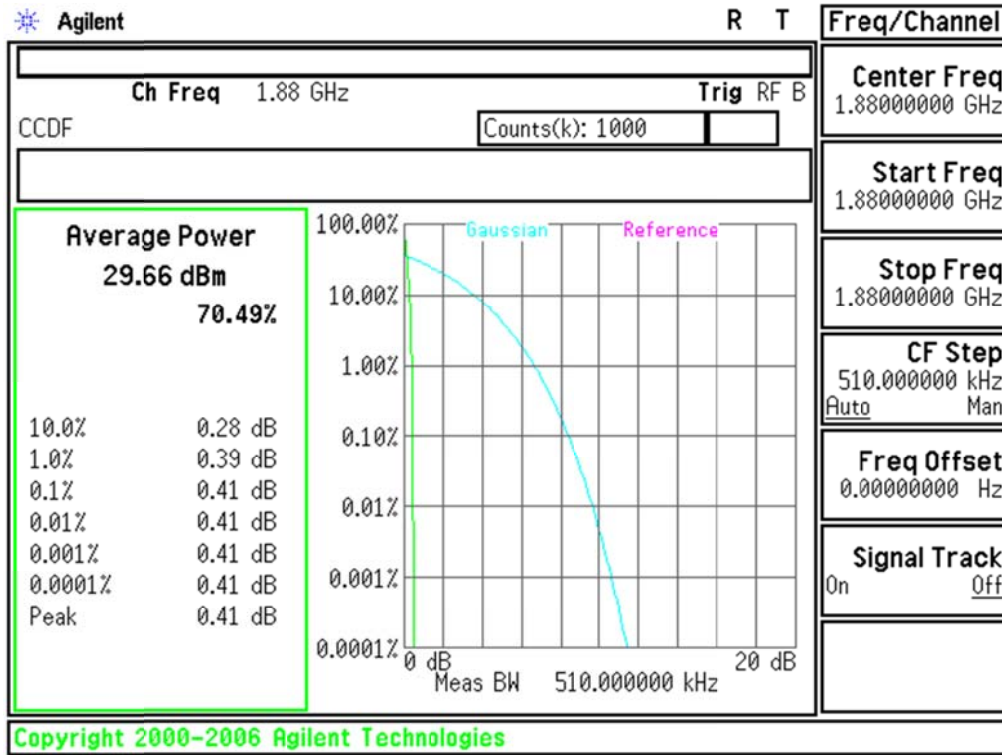 Agilent R T
Ch Freq 1.88 GHz Trig RF B
CCDF Counts(k): 1000
Average Power
29.66 dBm
70.49%
10.0% 0.28 dB
1.0% 0.39 dB
0.1% 0.41 dB
0.01% 0.41 dB
0.001% 0.41 dB
0.0001% 0.41 dB
Peak 0.41 dB
Gaussian Reference
100.00%
10.00%
1.00%
0.10%
0.01%
0.001%
0.0001%
0 dB 20 dB
Meas BW 510.000000 kHz
Freq/Channel
Center Freq
1.88000000 GHz
Start Freq
1.88000000 GHz
Stop Freq
1.88000000 GHz
CF Step
510.000000 kHz
Auto Man
Freq Offset
0.00000000 Hz
Signal Track
On Off
Copyright 2000-2006 Agilent Technologies